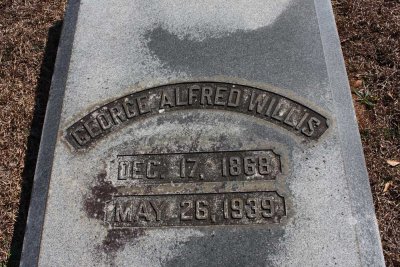 GEORGE ALFRED WILLIS
DEC. 17, 1868
MAY 26, 1939